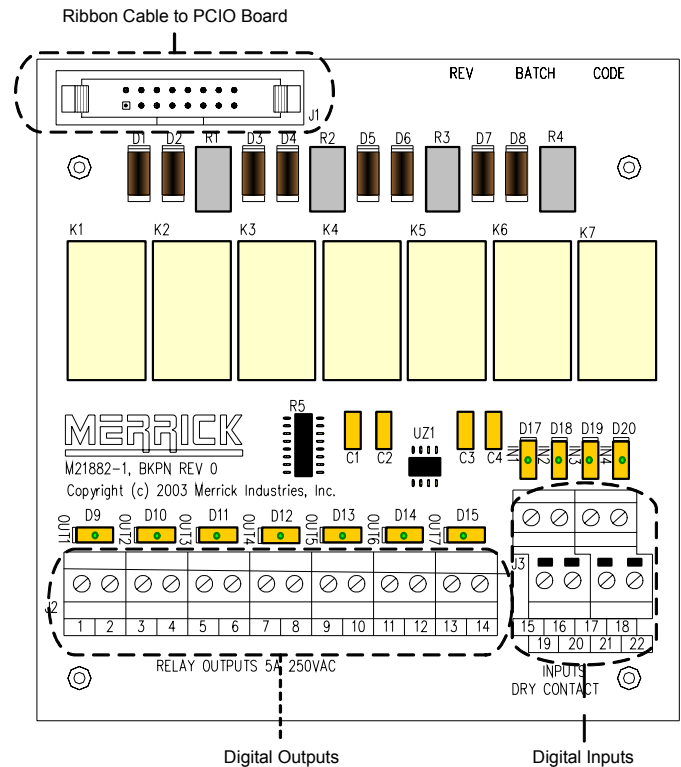 Ribbon Cable to PCIO Board
REV BATCH CODE
J1
D1 D2 R1 D3 D4 R2 D5 D6 R3 D7 D8 R4
K1 K2 K3 K4 K5 K6 K7
MERRICK
M21882-1, BKPN REV 0
Copyright (c) 2003 Merrick Industries, Inc.
R5
C1 C2
UZ1
C3 C4
D17 D18 D19 D20
IN1 IN2 IN3 IN4
D9 D10 D11 D12 D13 D14 D15
OUT1 OUT2 OUT3 OUT4 OUT5 OUT6 OUT7
J2
J3
1 2 3 4 5 6 7 8 9 10 11 12 13 14
15 16 17 18
19 20 21 22
RELAY OUTPUTS 5A 250VAC
INPUTS
DRY CONTACT
Digital Outputs
Digital Inputs